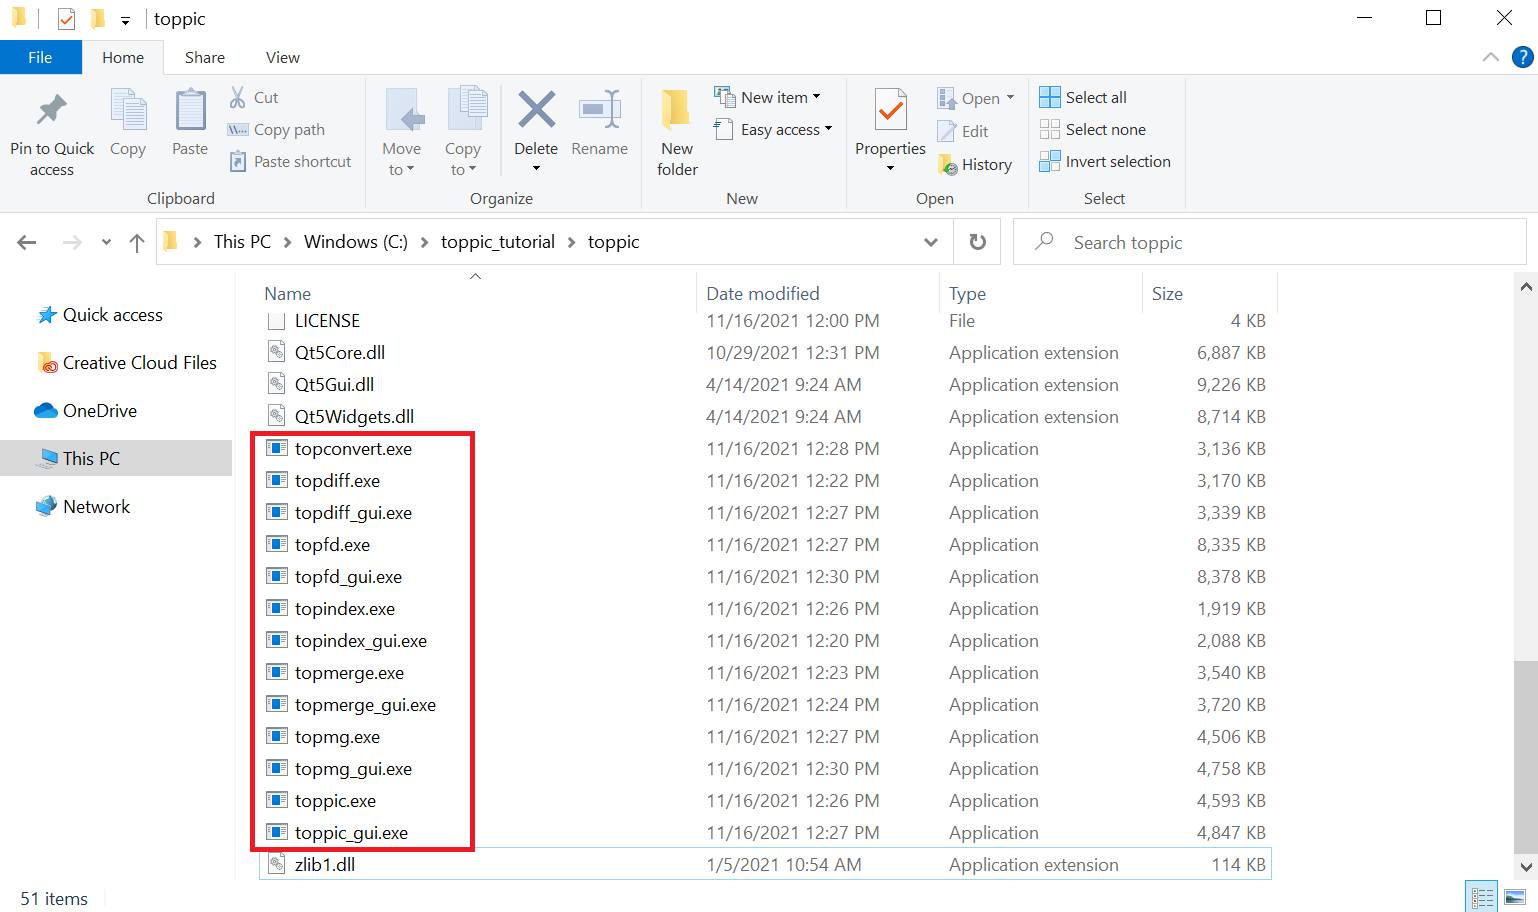 toppic
File Home Share View
Pin to Quick access
Copy
Paste
Cut
Copy path
Paste shortcut
Clipboard
Move to
Copy to
Delete
Rename
Organize
New folder
New item
Easy access
New
Properties
Open
Edit
History
Open
Select all
Select none
Invert selection
Select
This PC Windows (C:) toppic_tutorial toppic
Search toppic
Quick access
Creative Cloud Files
OneDrive
This PC
Network
Name Date modified Type Size
LICENSE 11/16/2021 12:00 PM File 4 KB
Qt5Core.dll 10/29/2021 12:31 PM Application extension 6,887 KB
Qt5Gui.dll 4/14/2021 9:24 AM Application extension 9,226 KB
Qt5Widgets.dll 4/14/2021 9:24 AM Application extension 8,714 KB
topconvert.exe 11/16/2021 12:28 PM Application 3,136 KB
topdiff.exe 11/16/2021 12:22 PM Application 3,170 KB
topdiff_gui.exe 11/16/2021 12:27 PM Application 3,339 KB
topfd.exe 11/16/2021 12:27 PM Application 8,335 KB
topfd_gui.exe 11/16/2021 12:30 PM Application 8,378 KB
topindex.exe 11/16/2021 12:26 PM Application 1,919 KB
topindex_gui.exe 11/16/2021 12:20 PM Application 2,088 KB
topmerge.exe 11/16/2021 12:23 PM Application 3,540 KB
topmerge_gui.exe 11/16/2021 12:24 PM Application 3,720 KB
topmg.exe 11/16/2021 12:27 PM Application 4,506 KB
topmg_gui.exe 11/16/2021 12:30 PM Application 4,758 KB
toppic.exe 11/16/2021 12:26 PM Application 4,593 KB
toppic_gui.exe 11/16/2021 12:27 PM Application 4,847 KB
zlib1.dll 1/5/2021 10:54 AM Application extension 114 KB
51 items